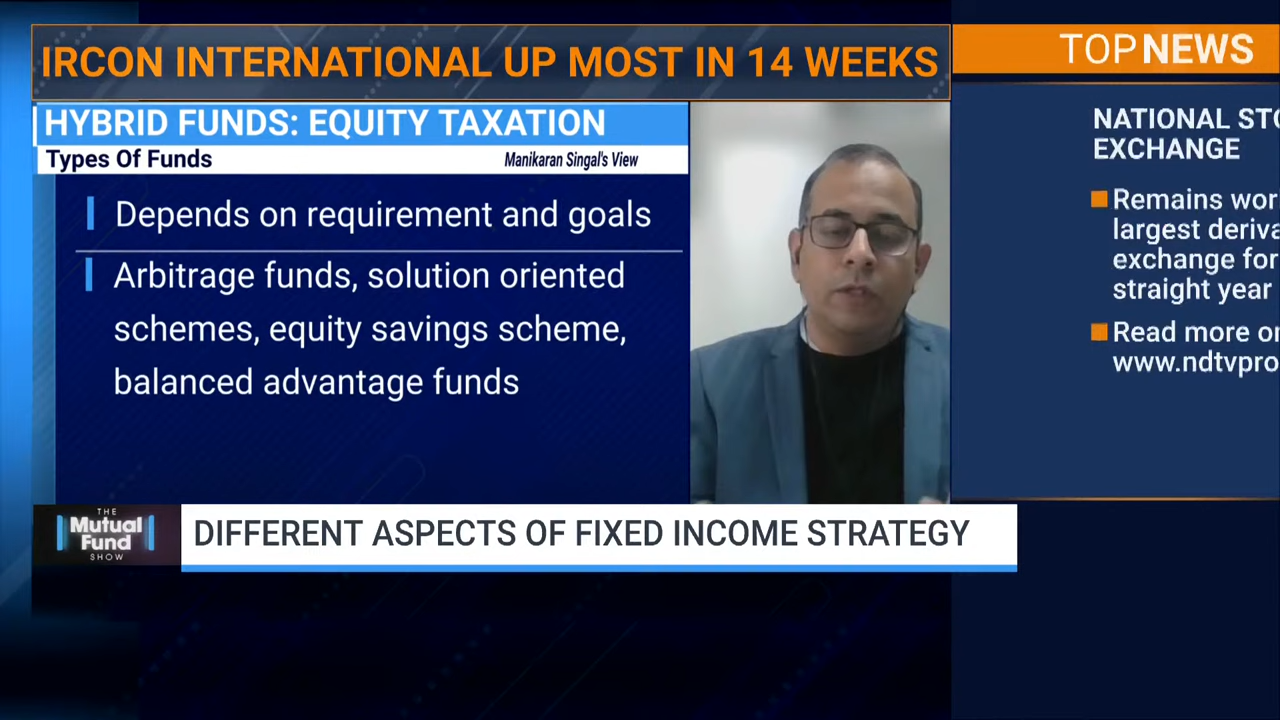 IRCON INTERNATIONAL UP MOST IN 14 WEEKS
TOP NEWS
HYBRID FUNDS: EQUITY TAXATION
Types Of Funds
Manikaran Singal's View
Depends on requirement and goals
Arbitrage funds, solution oriented
schemes, equity savings scheme,
balanced advantage funds
NATIONAL STO
EXCHANGE
Remains wor
largest deriva
exchange for
straight year
Read more on
www.ndtvpro
THE
Mutual
Fund
SHOW
DIFFERENT ASPECTS OF FIXED INCOME STRATEGY